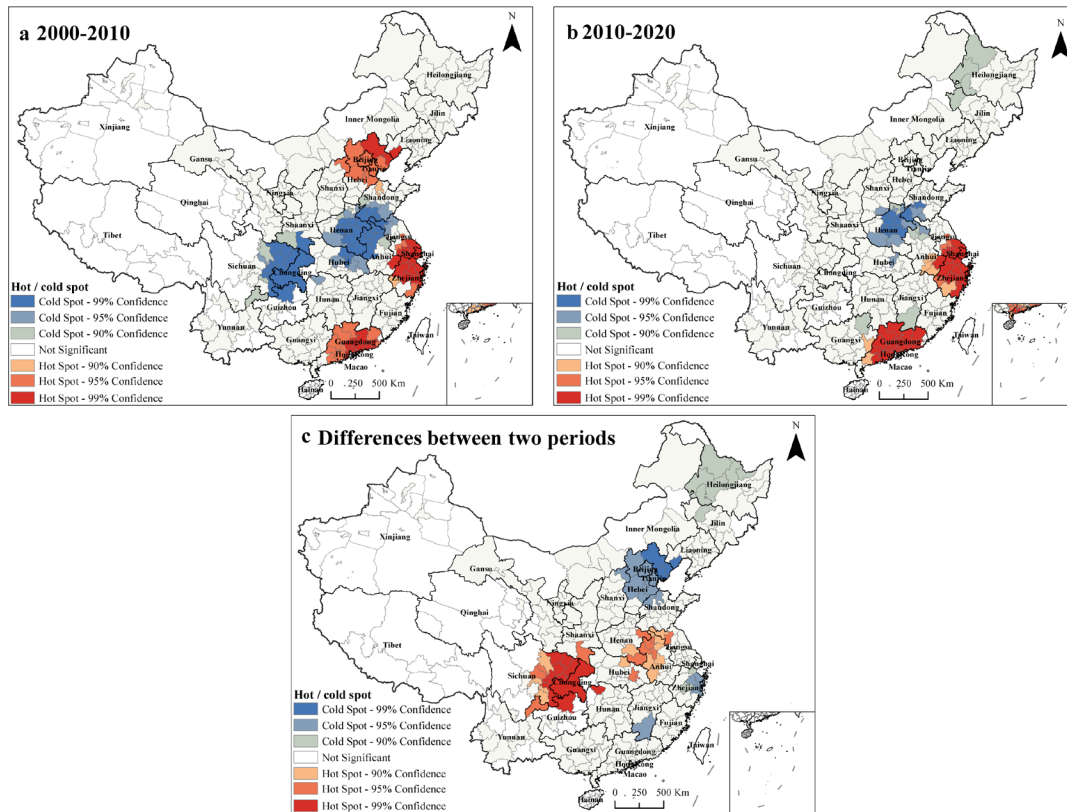 a 2000-2010
N
Heilongjiang
Jilin
Inner Mongolia
Liaoning
Xinjiang
Gansu
Beijing
Tianjin
Hebei
Shanxi
Ningxia
Shandong
Qinghai
Shaanxi
Henan
Jiangsu
Tibet
Shanghai
Sichuan
Chongqing
Hubei
Anhui
Zhejiang
Hunan
Jiangxi
Guizhou
Fujian
Yunnan
Guangxi
Guangdong
Taiwan
Hong Kong
Macao
Hainan
Hot / cold spot
Cold Spot - 99% Confidence
Cold Spot - 95% Confidence
Cold Spot - 90% Confidence
Not Significant
Hot Spot - 90% Confidence
Hot Spot - 95% Confidence
Hot Spot - 99% Confidence
0 250 500 Km
b 2010-2020
N
Heilongjiang
Jilin
Inner Mongolia
Liaoning
Xinjiang
Gansu
Beijing
Tianjin
Hebei
Shanxi
Ningxia
Shandong
Qinghai
Shaanxi
Henan
Jiangsu
Tibet
Shanghai
Sichuan
Chongqing
Hubei
Anhui
Zhejiang
Hunan
Jiangxi
Guizhou
Fujian
Yunnan
Guangxi
Guangdong
Taiwan
Hong Kong
Macao
Hainan
Hot / cold spot
Cold Spot - 99% Confidence
Cold Spot - 95% Confidence
Cold Spot - 90% Confidence
Not Significant
Hot Spot - 90% Confidence
Hot Spot - 95% Confidence
Hot Spot - 99% Confidence
0 250 500 Km
c Differences between two periods
N
Heilongjiang
Jilin
Inner Mongolia
Liaoning
Xinjiang
Gansu
Beijing
Tianjin
Hebei
Shanxi
Ningxia
Shandong
Qinghai
Shaanxi
Henan
Jiangsu
Tibet
Shanghai
Sichuan
Chongqing
Hubei
Anhui
Zhejiang
Hunan
Jiangxi
Guizhou
Fujian
Yunnan
Guangxi
Guangdong
Taiwan
Hong Kong
Macao
Hainan
Hot / cold spot
Cold Spot - 99% Confidence
Cold Spot - 95% Confidence
Cold Spot - 90% Confidence
Not Significant
Hot Spot - 90% Confidence
Hot Spot - 95% Confidence
Hot Spot - 99% Confidence
0 250 500 Km